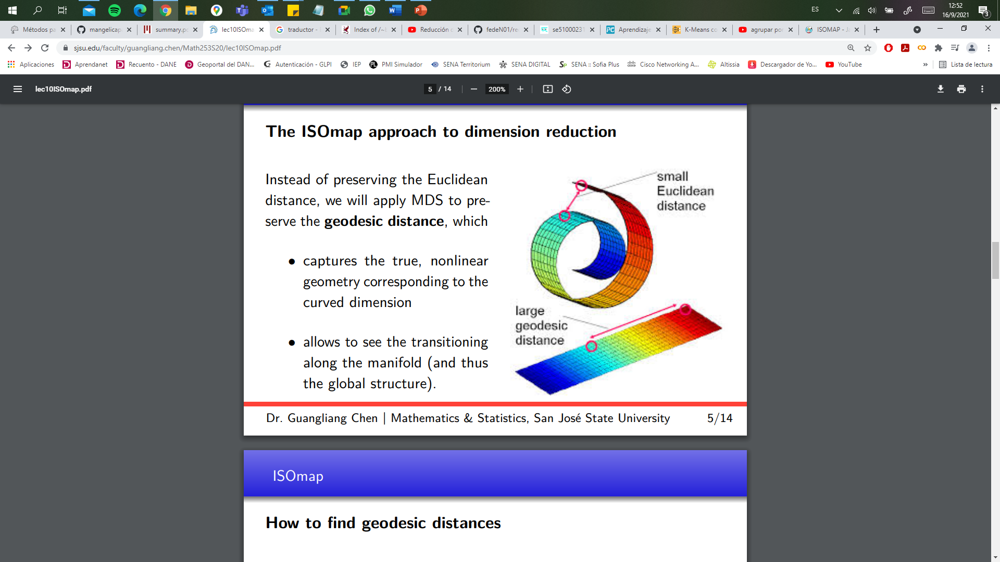 ES
12:52
16/9/2021
3
Métodos pa
mangelicap
summary.pd
lec10ISOma
traductor -
Index of /~
Reducción
fedeN01/re
se51000231
Aprendizaje
K-Means co
agrupar por
ISOMAP -
sjsu.edu/faculty/guangliang.chen/Math253S20/lec10ISOmap.pdf
Aplicaciones
Aprendanet
Recuento - DANE
Geoportal del DAN...
Autenticación - GLPI
IEP
PMI Simulador
SENA Territorium
SENA DIGITAL
SENA :: Sofia Plus
Cisco Networking A...
Altissia
Descargador de Yo...
YouTube
»
Lista de lectura
lec10ISOmap.pdf
5 / 14
200%
The ISOmap approach to dimension reduction
Instead of preserving the Euclidean
distance, we will apply MDS to pre-
serve the geodesic distance, which
• captures the true, nonlinear
geometry corresponding to the
curved dimension
• allows to see the transitioning
along the manifold (and thus
the global structure).
small
Euclidean
distance
large
geodesic
distance
Dr. Guangliang Chen | Mathematics & Statistics, San José State University
5/14
ISOmap
How to find geodesic distances